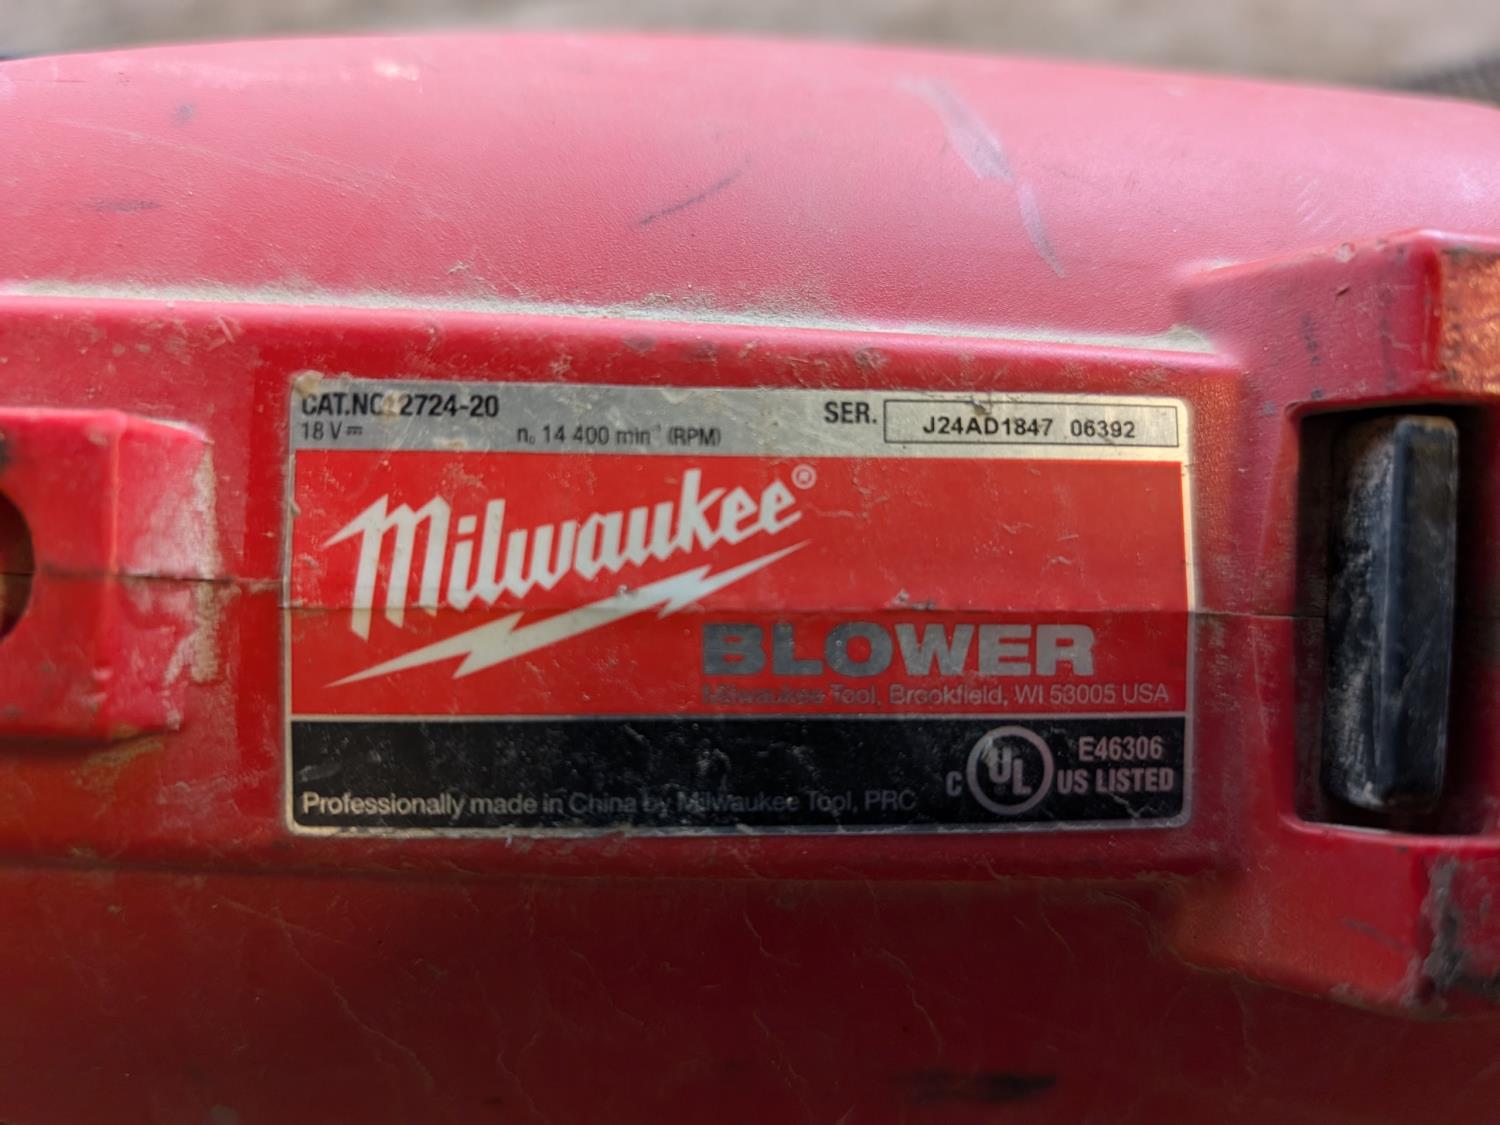 CAT.NO. 2724-20
SER. J24AD1847 06392
18 V⎓ n₀ 14 400 min⁻¹ (RPM)
Milwaukee®
BLOWER
Milwaukee Tool, Brookfield, WI 53005 USA
E46306
C UL US LISTED
Professionally made in China by Milwaukee Tool, PRC